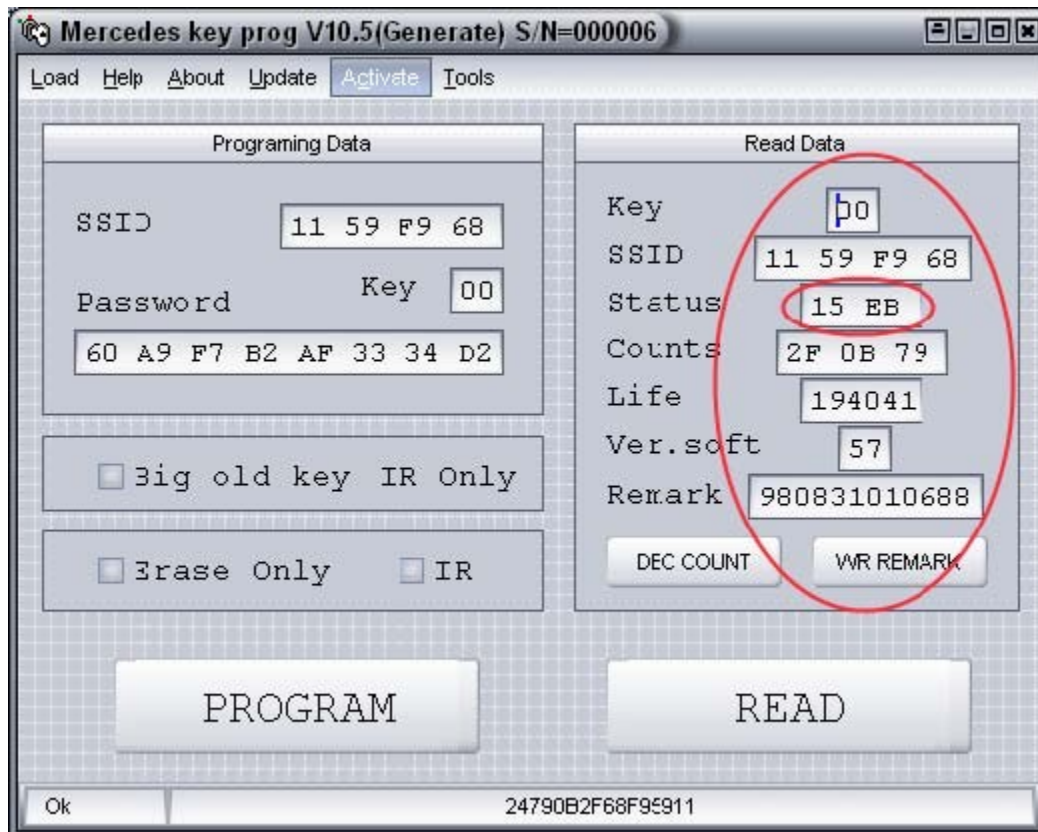 Mercedes key prog V10.5(Generate) S/N=000006
Load Help About Update Activate Tools
Programing Data
SSID 11 59 F9 68
Key 00
Password
60 A9 F7 B2 AF 33 34 D2
Big old key IR Only
Erase Only IR
Read Data
Key 00
SSID 11 59 F9 68
Status 15 EB
Counts 2F 0B 79
Life 194041
Ver.soft 57
Remark 980831010688
DEC COUNT WR REMARK
PROGRAM READ
Ok 24790B2F68F95911